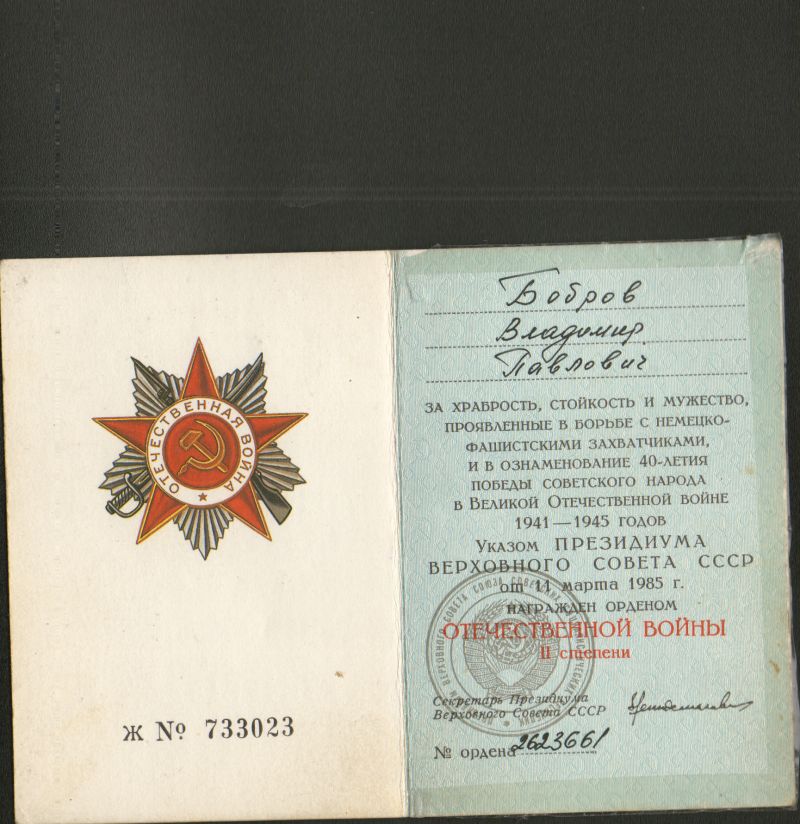 ОТЕЧЕСТВЕННАЯ ВОЙНА
Ж № 733023
Бобров
Владимир
Павлович
ЗА ХРАБРОСТЬ, СТОЙКОСТЬ И МУЖЕСТВО,
ПРОЯВЛЕННЫЕ В БОРЬБЕ С НЕМЕЦКО-
ФАШИСТСКИМИ ЗАХВАТЧИКАМИ,
И В ОЗНАМЕНОВАНИЕ 40-ЛЕТИЯ
ПОБЕДЫ СОВЕТСКОГО НАРОДА
В ВЕЛИКОЙ ОТЕЧЕСТВЕННОЙ ВОЙНЕ
1941—1945 ГОДОВ
УКАЗОМ ПРЕЗИДИУМА
ВЕРХОВНОГО СОВЕТА СССР
от 11 марта 1985 г.
НАГРАЖДЕН ОРДЕНОМ
ОТЕЧЕСТВЕННОЙ ВОЙНЫ
II степени
Секретарь Президиума
Верховного Совета СССР
№ ордена 2623661